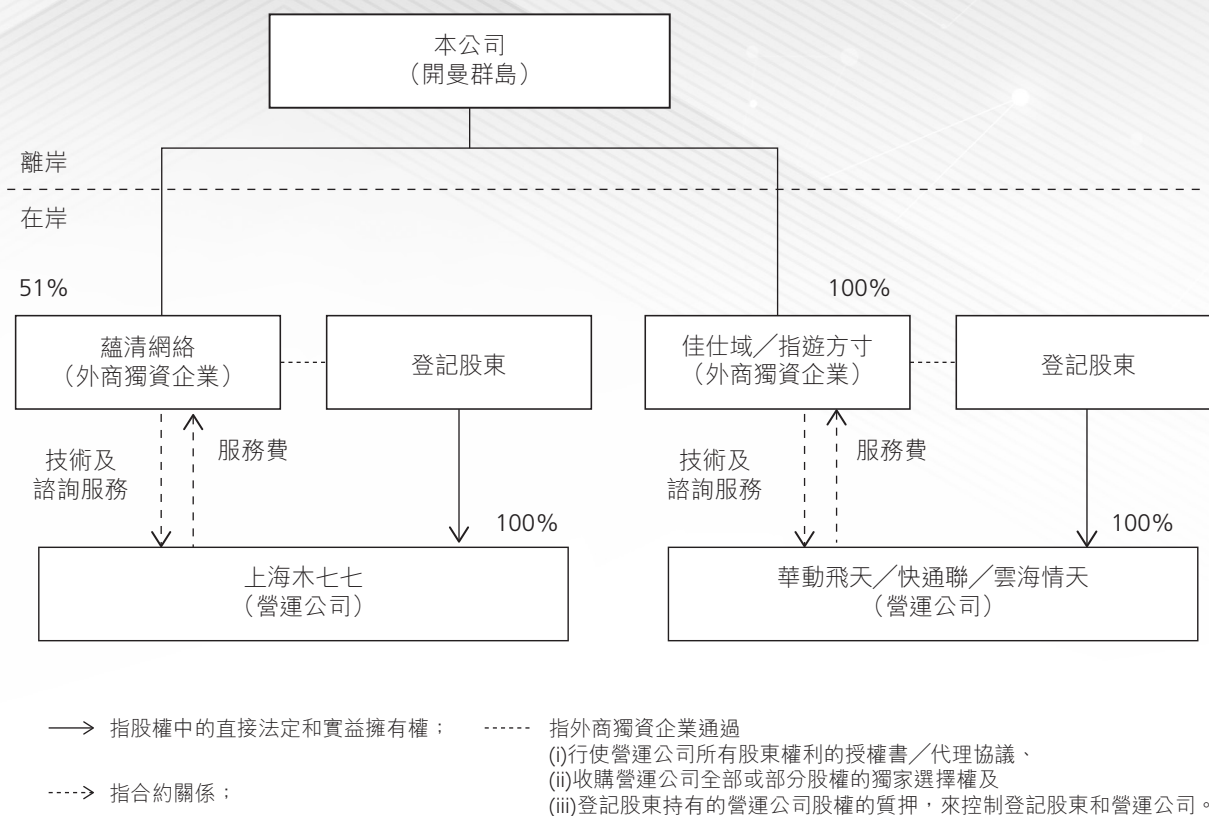 本公司
（開曼群島）
離岸
在岸
51%
100%
蘊清網絡
（外商獨資企業）
登記股東
佳仕域／指遊方寸
（外商獨資企業）
登記股東
技術及
諮詢服務
服務費
技術及
諮詢服務
服務費
100%
100%
上海木七七
（營運公司）
華動飛天／快通聯／雲海情天
（營運公司）
指股權中的直接法定和實益擁有權；
指合約關係；
指外商獨資企業通過
(i)行使營運公司所有股東權利的授權書／代理協議、
(ii)收購營運公司全部或部分股權的獨家選擇權及
(iii)登記股東持有的營運公司股權的質押，來控制登記股東和營運公司。